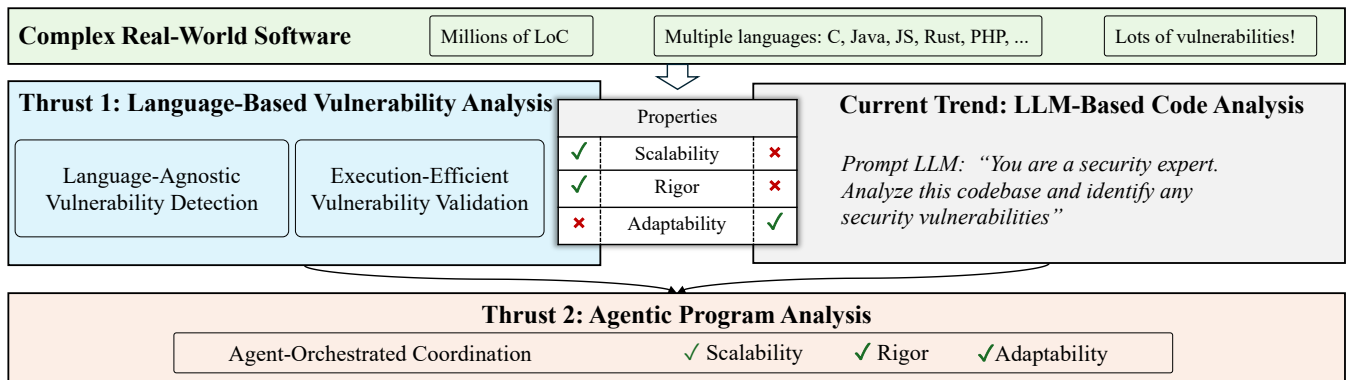 Complex Real-World Software
Millions of LoC
Multiple languages: C, Java, JS, Rust, PHP, ...
Lots of vulnerabilities!
Thrust 1: Language-Based Vulnerability Analysis
Language-Agnostic
Vulnerability Detection
Execution-Efficient
Vulnerability Validation
Properties
✓ Scalability ×
✓ Rigor ×
× Adaptability ✓
Current Trend: LLM-Based Code Analysis
Prompt LLM: “You are a security expert.
Analyze this codebase and identify any
security vulnerabilities”
Thrust 2: Agentic Program Analysis
Agent-Orchestrated Coordination ✓ Scalability ✓ Rigor ✓Adaptability